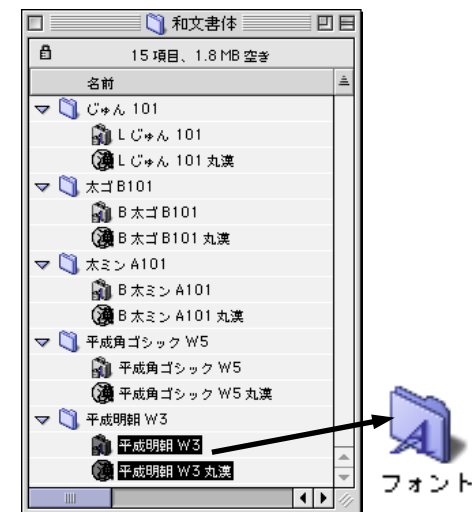 和文書体
15項目、1.8 MB 空き
名前
じゅん 101
L じゅん 101
L じゅん 101 丸漢
太ゴ B101
B 太ゴ B101
B 太ゴ B101 丸漢
太ミン A101
B 太ミン A101
B 太ミン A101 丸漢
平成角ゴシック W5
平成角ゴシック W5
平成角ゴシック W5 丸漢
平成明朝 W3
平成明朝 W3
平成明朝 W3 丸漢
フォント